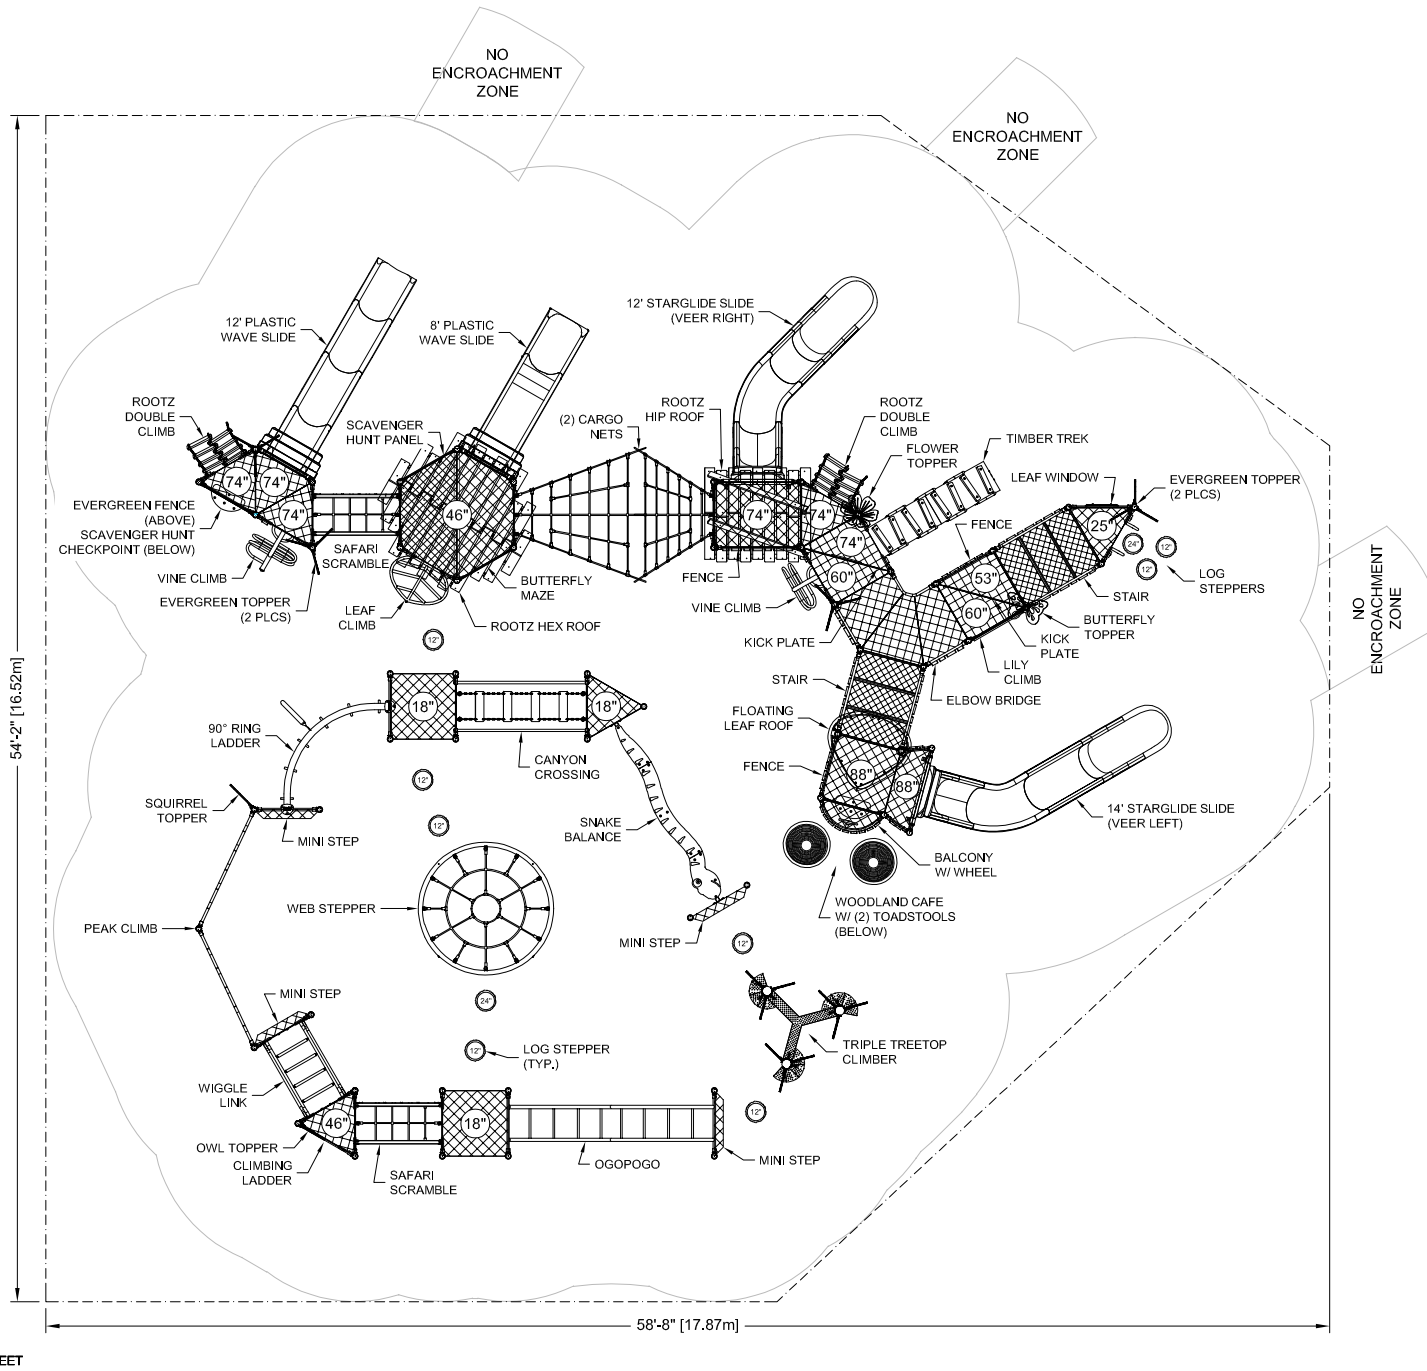 NO
ENCROACHMENT
ZONE
NO
ENCROACHMENT
ZONE
NO
ENCROACHMENT
ZONE
12' PLASTIC
WAVE SLIDE
8' PLASTIC
WAVE SLIDE
12' STARGLIDE SLIDE
(VEER RIGHT)
ROOTZ
DOUBLE
CLIMB
SCAVENGER
HUNT PANEL
(2) CARGO
NETS
ROOTZ
HIP ROOF
ROOTZ
DOUBLE
CLIMB
FLOWER
TOPPER
TIMBER TREK
LEAF WINDOW
EVERGREEN TOPPER
(2 PLCS)
74"
74"
74"
46"
74"
74"
74"
60"
53"
60"
25"
24"
12"
12"
EVERGREEN FENCE
(ABOVE)
SCAVENGER HUNT
CHECKPOINT (BELOW)
VINE CLIMB
EVERGREEN TOPPER
(2 PLCS)
SAFARI
SCRAMBLE
LEAF
CLIMB
BUTTERFLY
MAZE
ROOTZ HEX ROOF
FENCE
VINE CLIMB
KICK PLATE
FENCE
LOG
STEPPERS
STAIR
BUTTERFLY
TOPPER
KICK
PLATE
LILY
CLIMB
ELBOW BRIDGE
12"
18"
18"
90° RING
LADDER
CANYON
CROSSING
STAIR
FLOATING
LEAF ROOF
FENCE
88"
88"
14' STARGLIDE SLIDE
(VEER LEFT)
SQUIRREL
TOPPER
MINI STEP
12"
12"
SNAKE
BALANCE
BALCONY
W/ WHEEL
WOODLAND CAFE
W/ (2) TOADSTOOLS
(BELOW)
WEB STEPPER
PEAK CLIMB
MINI STEP
12"
24"
MINI STEP
12"
LOG STEPPER
(TYP.)
TRIPLE TREETOP
CLIMBER
WIGGLE
LINK
46"
18"
12"
OWL TOPPER
CLIMBING
LADDER
SAFARI
SCRAMBLE
OGOPOGO
MINI STEP
54'-2" [16.52m]
58'-8" [17.87m]
EET